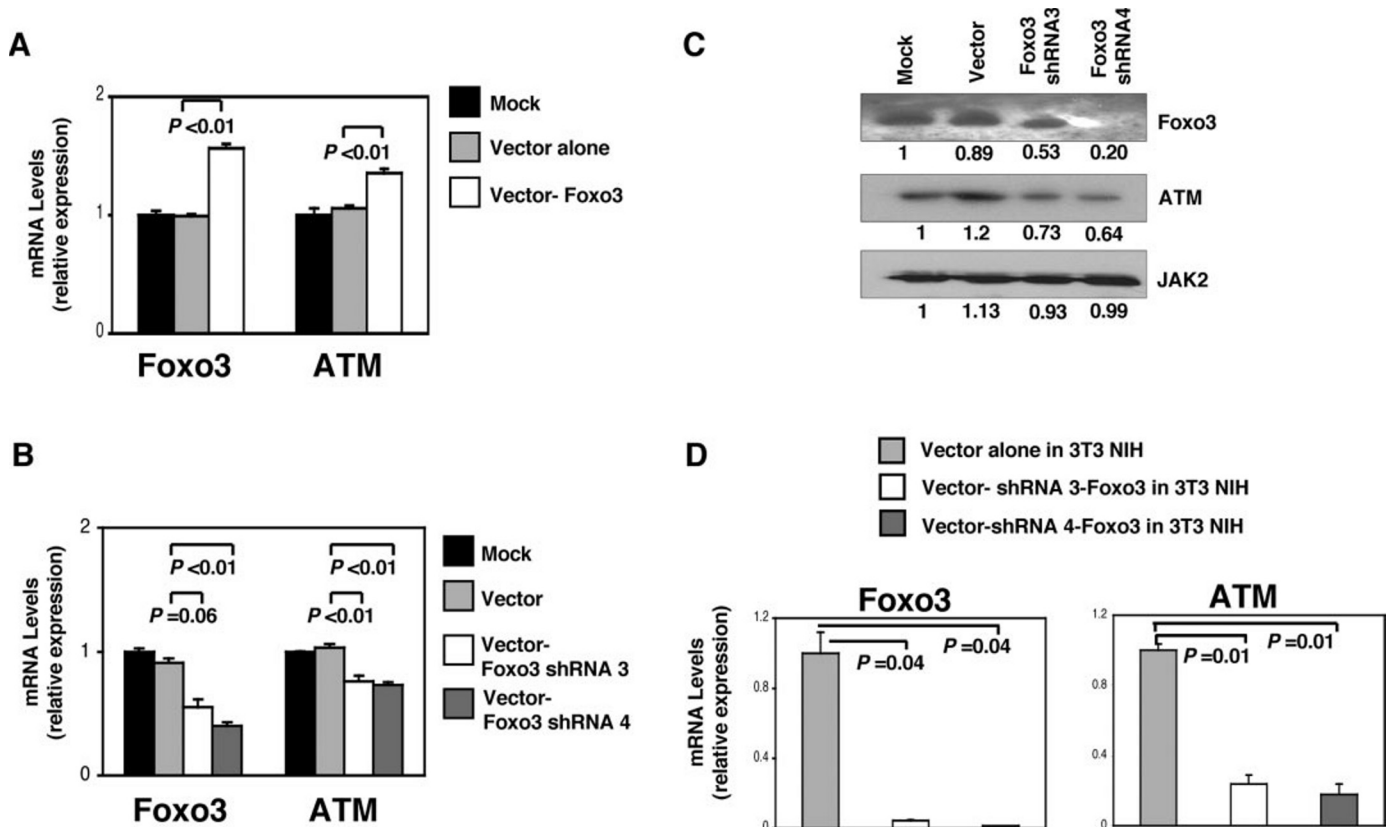 A
mRNA Levels
(relative expression)
2
1
0
P <0.01
P <0.01
Foxo3
ATM
Mock
Vector alone
Vector- Foxo3
B
mRNA Levels
(relative expression)
2
1
0
P <0.01
P =0.06
P <0.01
P <0.01
Foxo3
ATM
Mock
Vector
Vector-
Foxo3 shRNA 3
Vector-
Foxo3 shRNA 4
C
Mock
Vector
Foxo3
shRNA3
Foxo3
shRNA4
Foxo3
1 0.89 0.53 0.20
ATM
1 1.2 0.73 0.64
JAK2
1 1.13 0.93 0.99
D
Vector alone in 3T3 NIH
Vector- shRNA 3-Foxo3 in 3T3 NIH
Vector-shRNA 4-Foxo3 in 3T3 NIH
mRNA Levels
(relative expression)
Foxo3
1.2
0.8
0.4
0
P =0.04
P =0.04
ATM
1.2
0.8
0.4
0
P =0.01
P =0.01